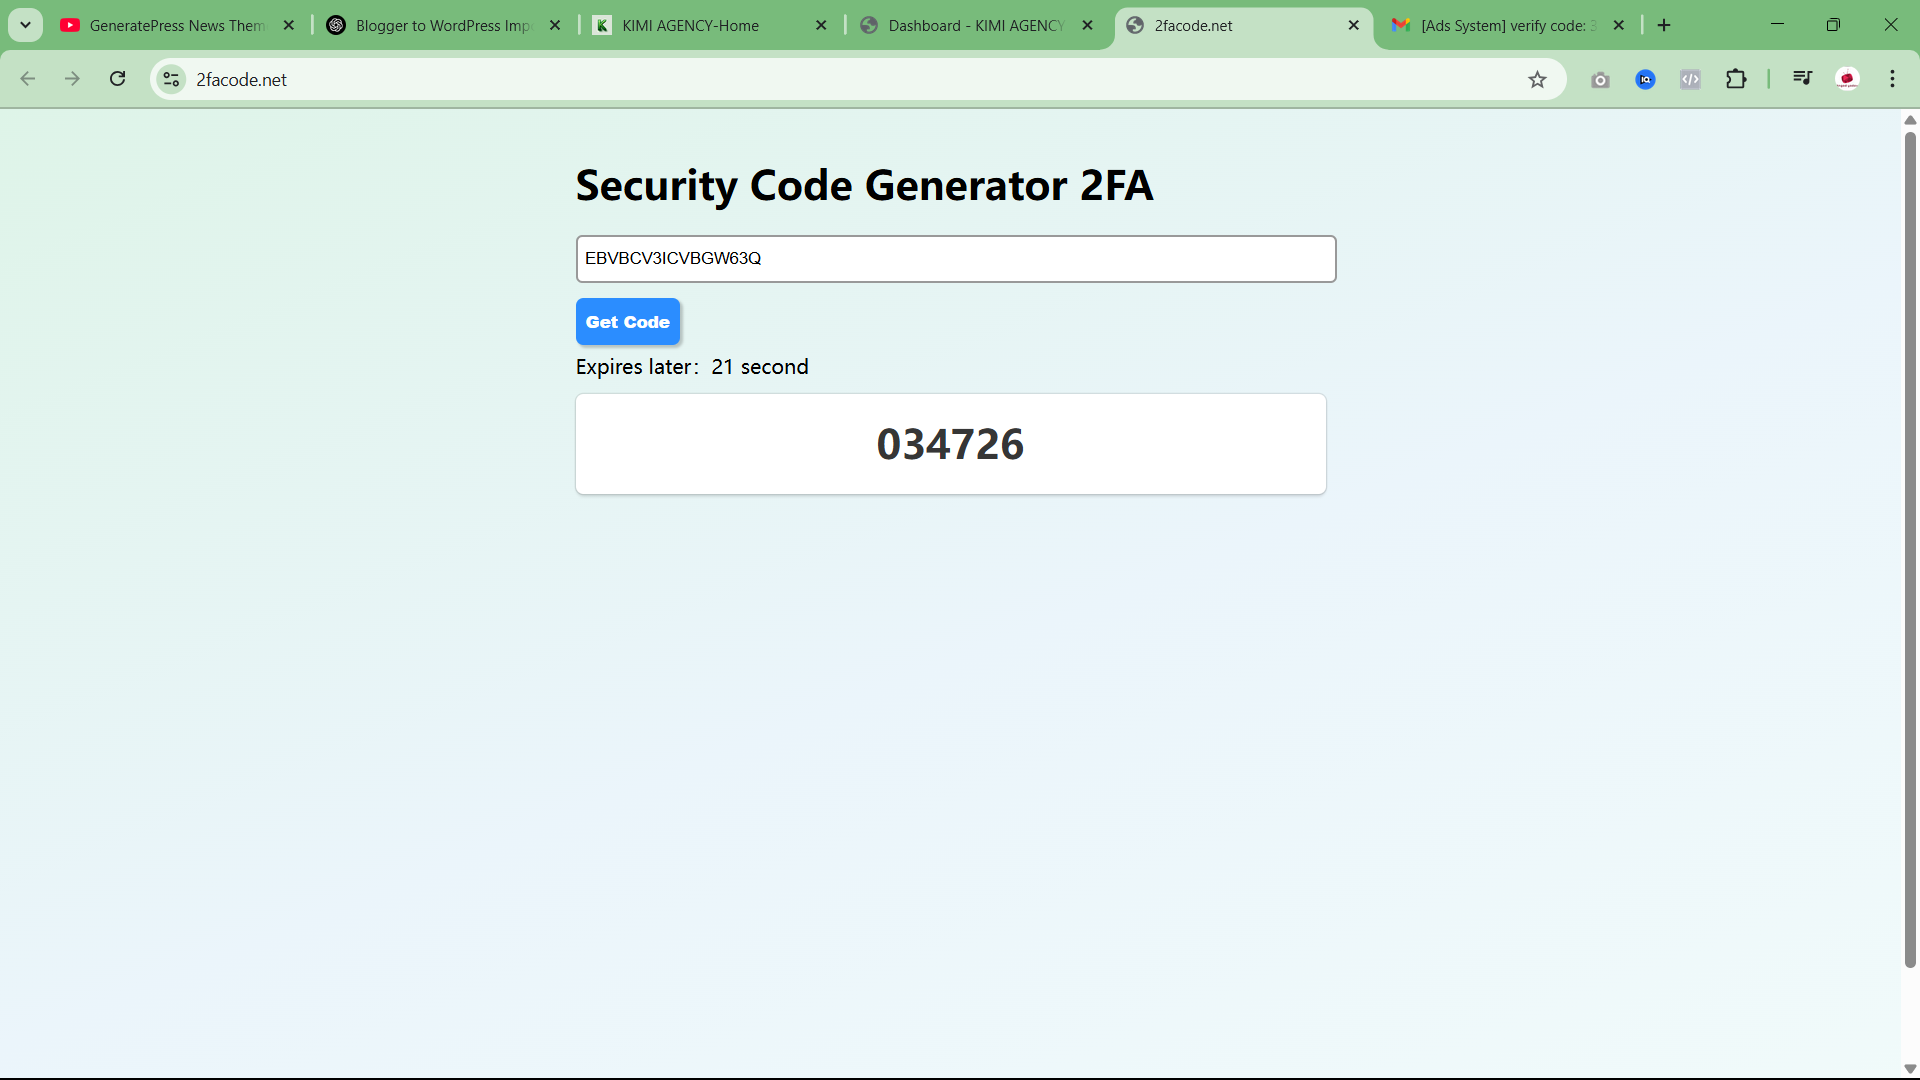 GeneratePress News Them
Blogger to WordPress Imp
KIMI AGENCY-Home
Dashboard - KIMI AGENCY
2facode.net
[Ads System] verify code: 3
2facode.net
Security Code Generator 2FA
EBVBCV3ICVBGW63Q
Get Code
Expires later: 21 second
034726